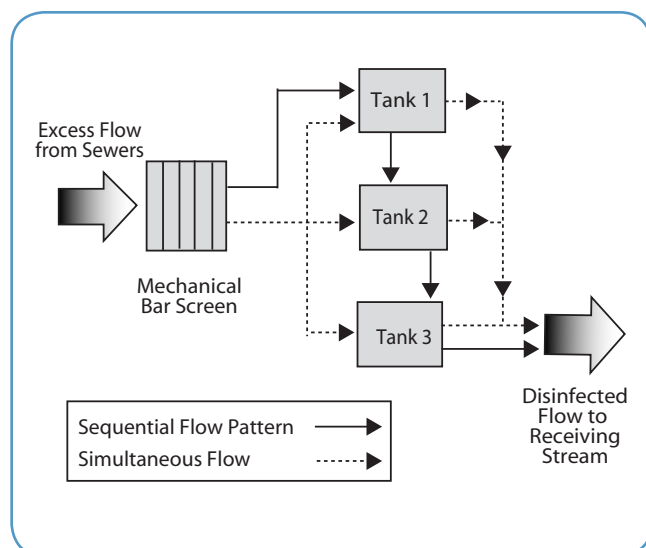 Excess Flow
from Sewers
Mechanical
Bar Screen
Tank 1
Tank 2
Tank 3
Disinfected
Flow to
Receiving
Stream
Sequential Flow Pattern
Simultaneous Flow